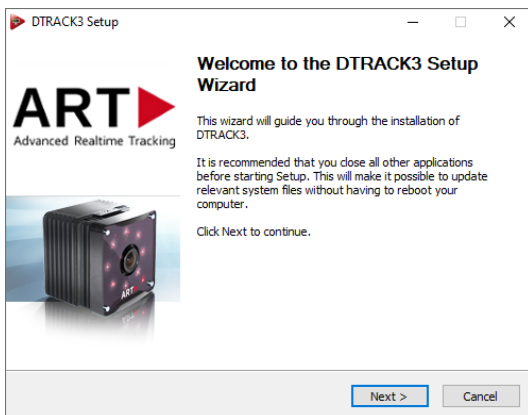 DTRACK3 Setup
Welcome to the DTRACK3 Setup
Wizard
ART
Advanced Realtime Tracking
This wizard will guide you through the installation of
DTRACK3.
It is recommended that you close all other applications
before starting Setup. This will make it possible to update
relevant system files without having to reboot your
computer.
Click Next to continue.
ART
Next >
Cancel